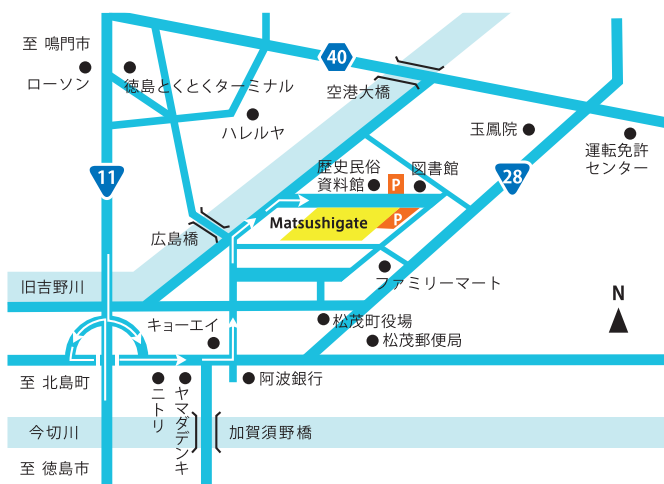 至 鳴門市
ローソン
徳島とくとくターミナル
ハレルヤ
40
空港大橋
玉鳳院
運転免許
センター
11
歴史民俗
資料館
P
図書館
28
広島橋
Matsushigate
P
旧吉野川
ファミリーマート
N
キョーエイ
松茂町役場
松茂郵便局
至 北島町
ニトリ
ヤマダデンキ
阿波銀行
今切川
加賀須野橋
至 徳島市